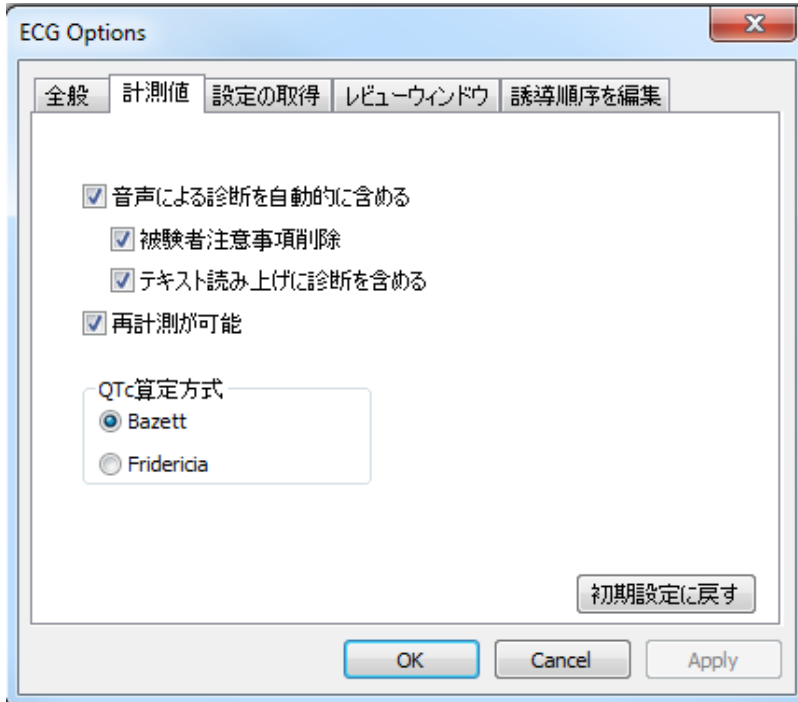 ECG Options
全般 計測値 設定の取得 レビューウィンドウ 誘導順序を編集
音声による診断を自動的に含める
被験者注意事項削除
テキスト読み上げに診断を含める
再計測が可能
QTc算定方式
Bazett
Fridericia
初期設定に戻す
OK Cancel Apply